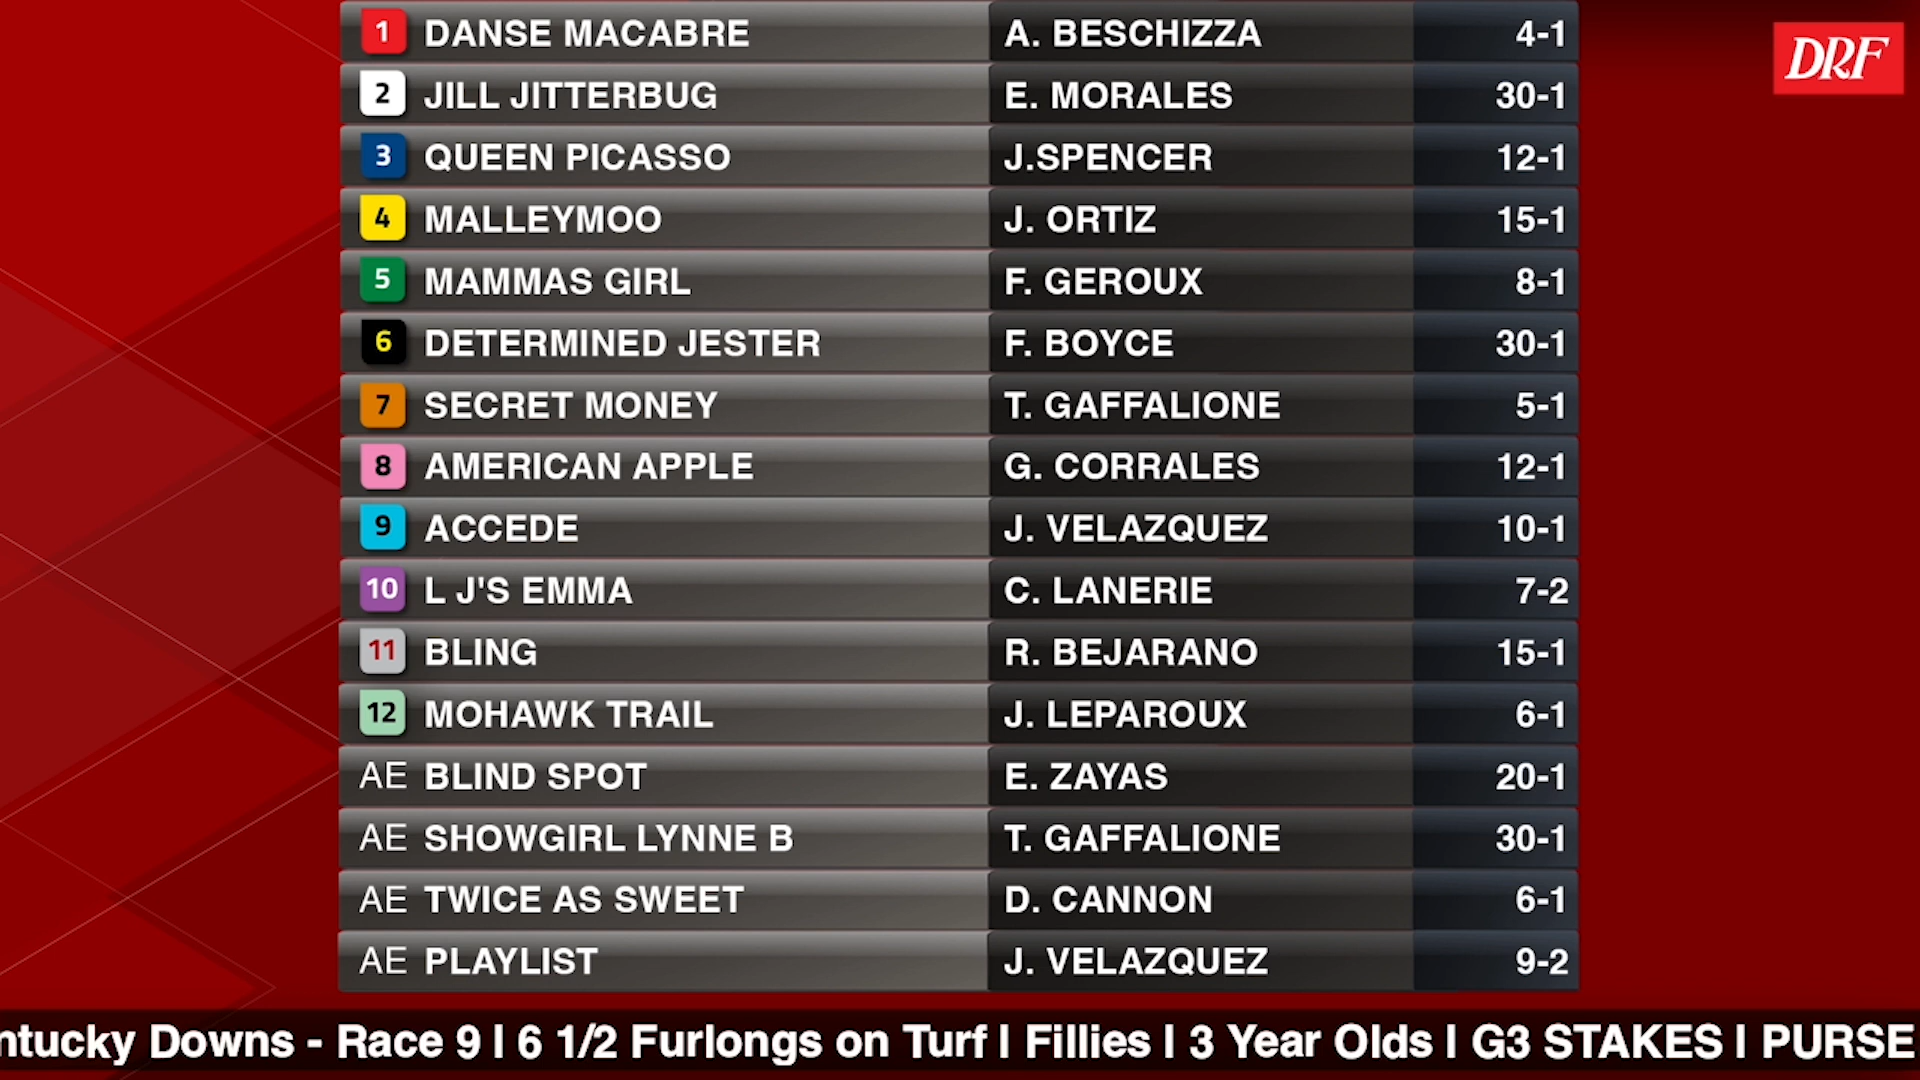 1 DANSE MACABRE A. BESCHIZZA 4-1
DRF
2 JILL JITTERBUG E. MORALES 30-1
3 QUEEN PICASSO J.SPENCER 12-1
4 MALLEYMOO J. ORTIZ 15-1
5 MAMMAS GIRL F. GEROUX 8-1
6 DETERMINED JESTER F. BOYCE 30-1
7 SECRET MONEY T. GAFFALIONE 5-1
8 AMERICAN APPLE G. CORRALES 12-1
9 ACCEDE J. VELAZQUEZ 10-1
10 L J'S EMMA C. LANERIE 7-2
11 BLING R. BEJARANO 15-1
12 MOHAWK TRAIL J. LEPAROUX 6-1
AE BLIND SPOT E. ZAYAS 20-1
AE SHOWGIRL LYNNE B T. GAFFALIONE 30-1
AE TWICE AS SWEET D. CANNON 6-1
AE PLAYLIST J. VELAZQUEZ 9-2
ntucky Downs - Race 9 | 6 1/2 Furlongs on Turf | Fillies | 3 Year Olds | G3 STAKES | PURSE